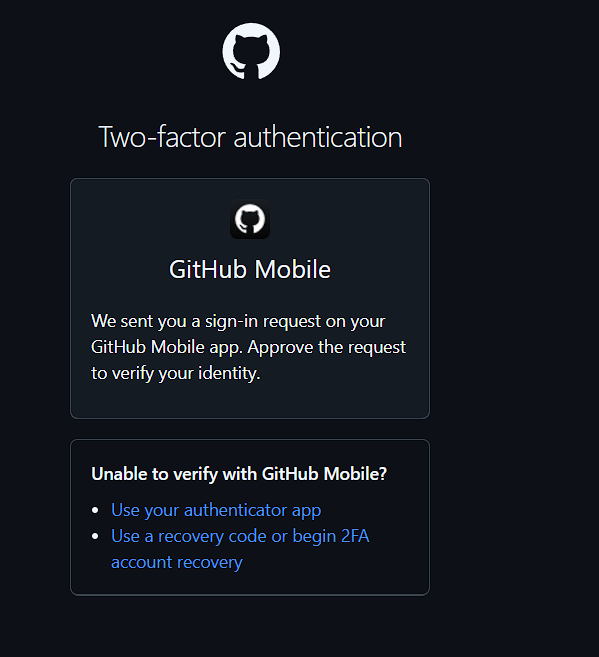 Two-factor authentication
GitHub Mobile
We sent you a sign-in request on your
GitHub Mobile app. Approve the request
to verify your identity.
Unable to verify with GitHub Mobile?
Use your authenticator app
Use a recovery code or begin 2FA
account recovery